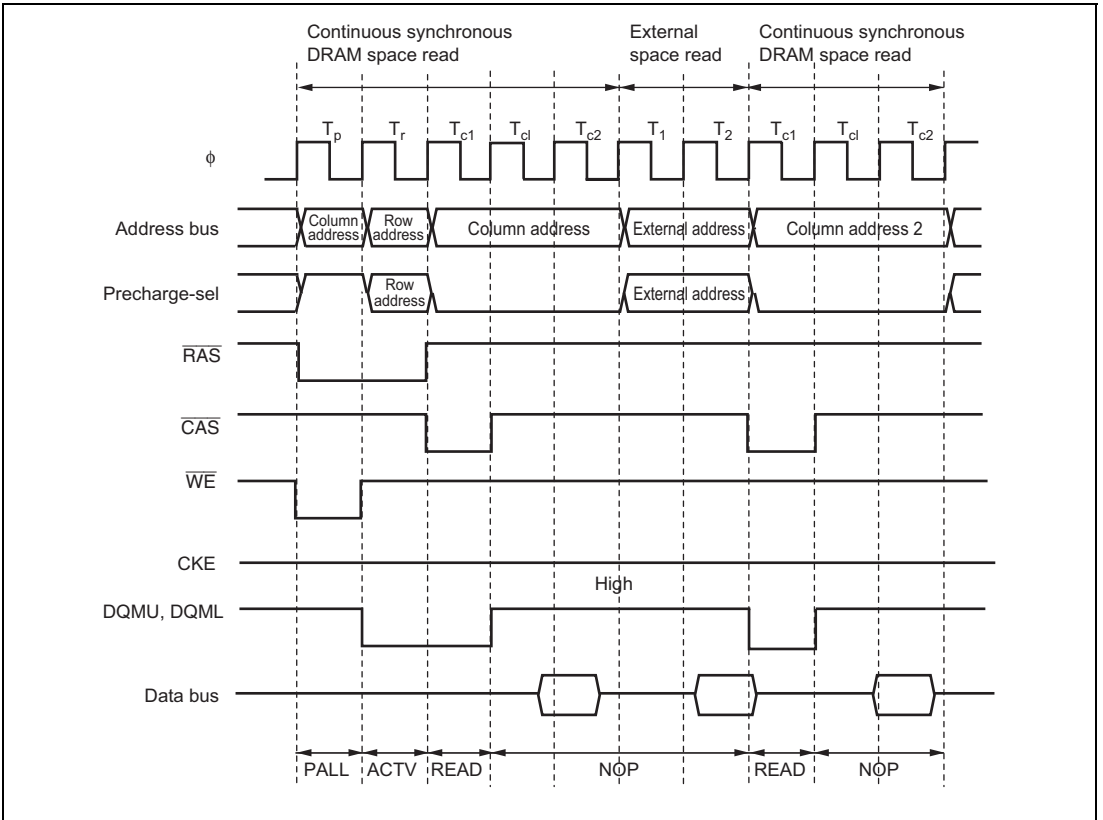 Continuous synchronous
DRAM space read
External
space read
Continuous synchronous
DRAM space read
Tp Tr Tc1 Tcl Tc2 T1 T2 Tc1 Tcl Tc2
ϕ
Address bus
Column
address
Row
address
Column address
External address
Column address 2
Precharge-sel
Row
address
External address
RAS
CAS
WE
CKE
High
DQMU, DQML
Data bus
PALL ACTV READ NOP READ NOP